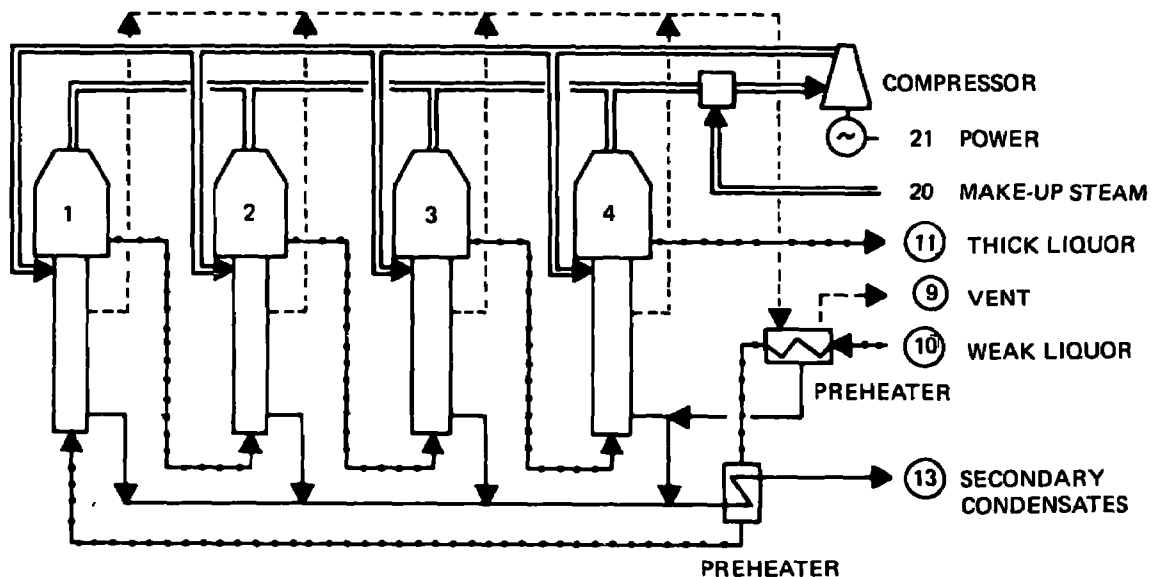 COMPRESSOR
~
21 POWER
20 MAKE-UP STEAM
1
2
3
4
11 THICK LIQUOR
9 VENT
10 WEAK LIQUOR
PREHEATER
13 SECONDARY
CONDENSATES
PREHEATER